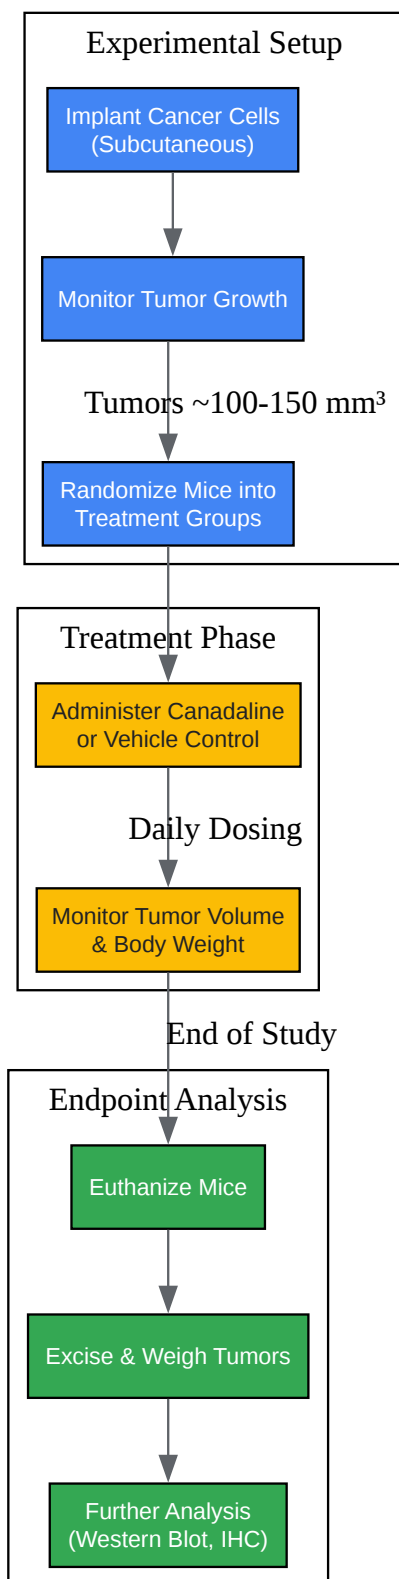 Experimental Setup
Implant Cancer Cells
(Subcutaneous)
Monitor Tumor Growth
Tumors ~100-150 mm³
Randomize Mice into
Treatment Groups
Treatment Phase
Administer Canadaline
or Vehicle Control
Daily Dosing
Monitor Tumor Volume
& Body Weight
End of Study
Endpoint Analysis
Euthanize Mice
Excise & Weigh Tumors
Further Analysis
(Western Blot, IHC)